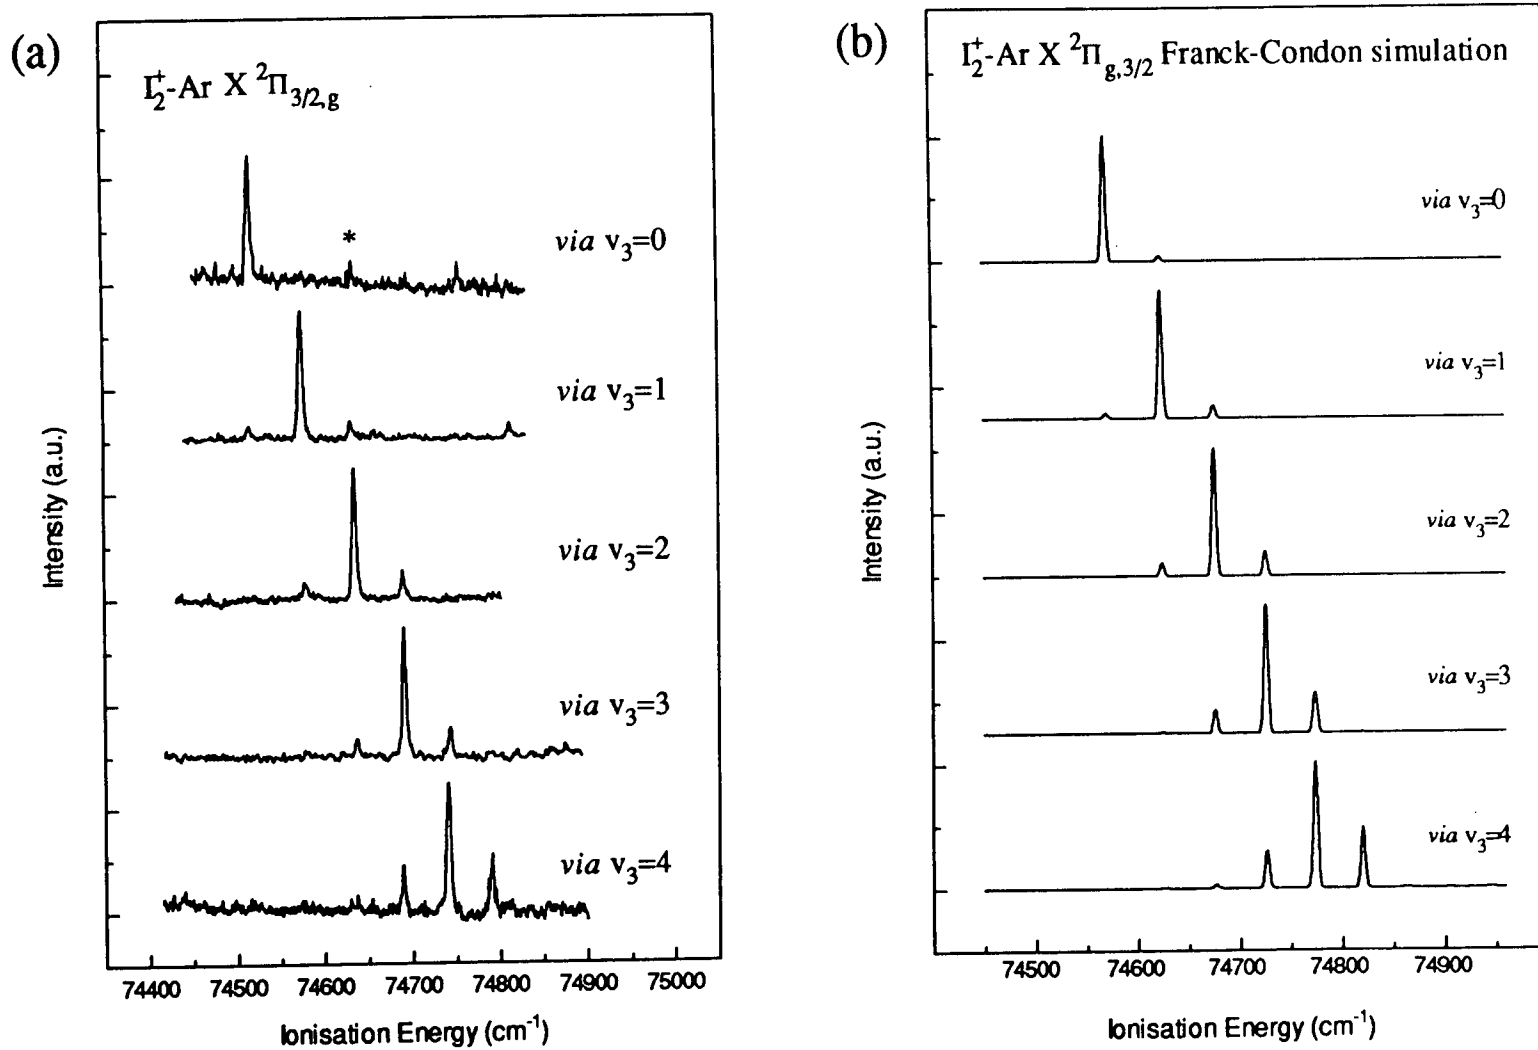 (a)
I₂⁺-Ar X ²Π₃/₂,g
*
via v₃=0
via v₃=1
via v₃=2
via v₃=3
via v₃=4
Intensity (a.u.)
74400 74500 74600 74700 74800 74900 75000
Ionisation Energy (cm⁻¹)
(b)
I₂⁺-Ar X ²Π g,3/2 Franck-Condon simulation
via v₃=0
via v₃=1
via v₃=2
via v₃=3
via v₃=4
Intensity (a.u.)
74500 74600 74700 74800 74900
Ionisation Energy (cm⁻¹)